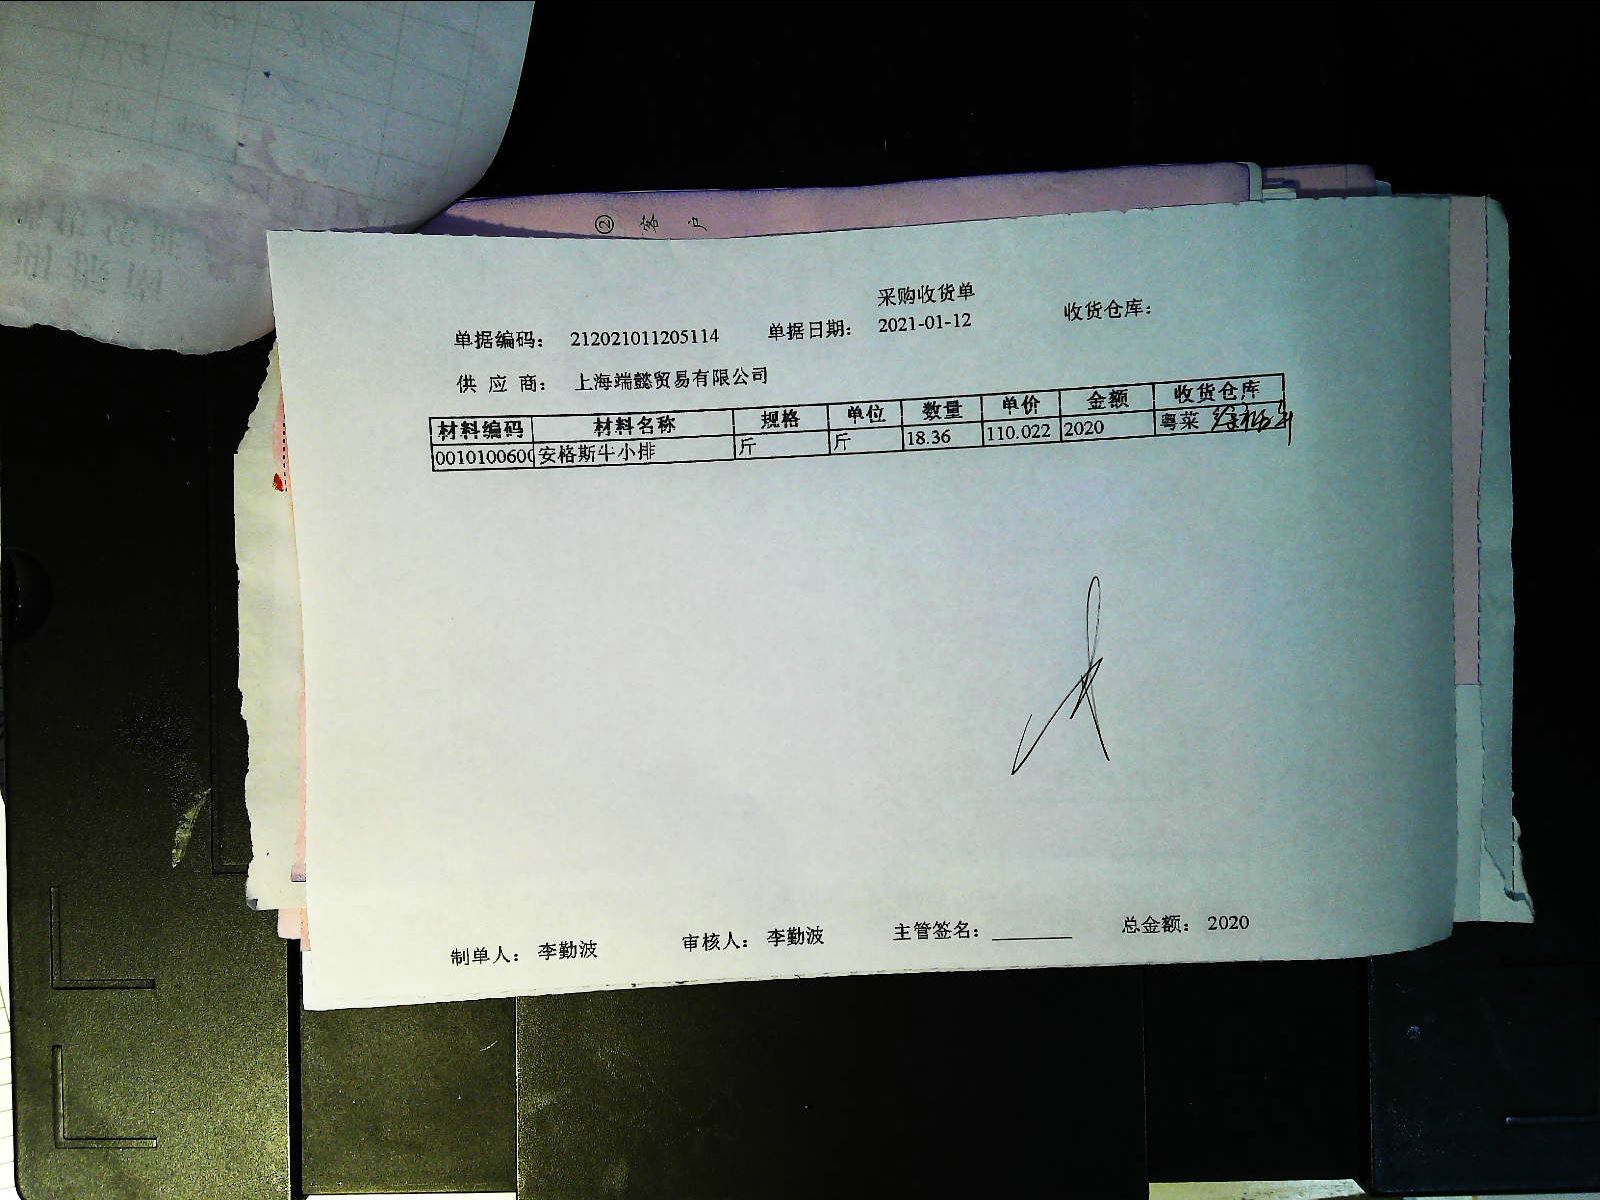 ② 客 户
采购收货单
单据编码： 212021011205114 单据日期： 2021-01-12 收货仓库：
供 应 商： 上海端懿贸易有限公司
材料编码 材料名称 规格 单位 数量 单价 金额 收货仓库
0010100600 安格斯牛小排 斤 斤 18.36 110.022 2020 粤菜
制单人： 李勤波 审核人： 李勤波 主管签名： 总金额： 2020